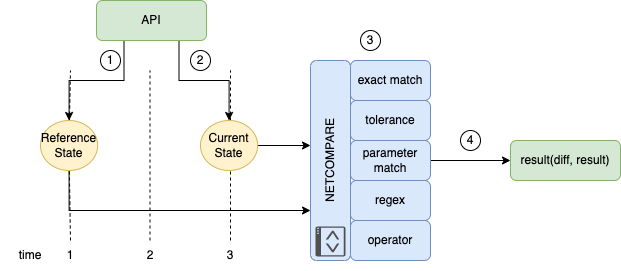 API
1
2
3
exact match
Reference
State
Current
State
NETCOMPARE
tolerance
parameter
match
4
result(diff, result)
regex
operator
time
1
2
3